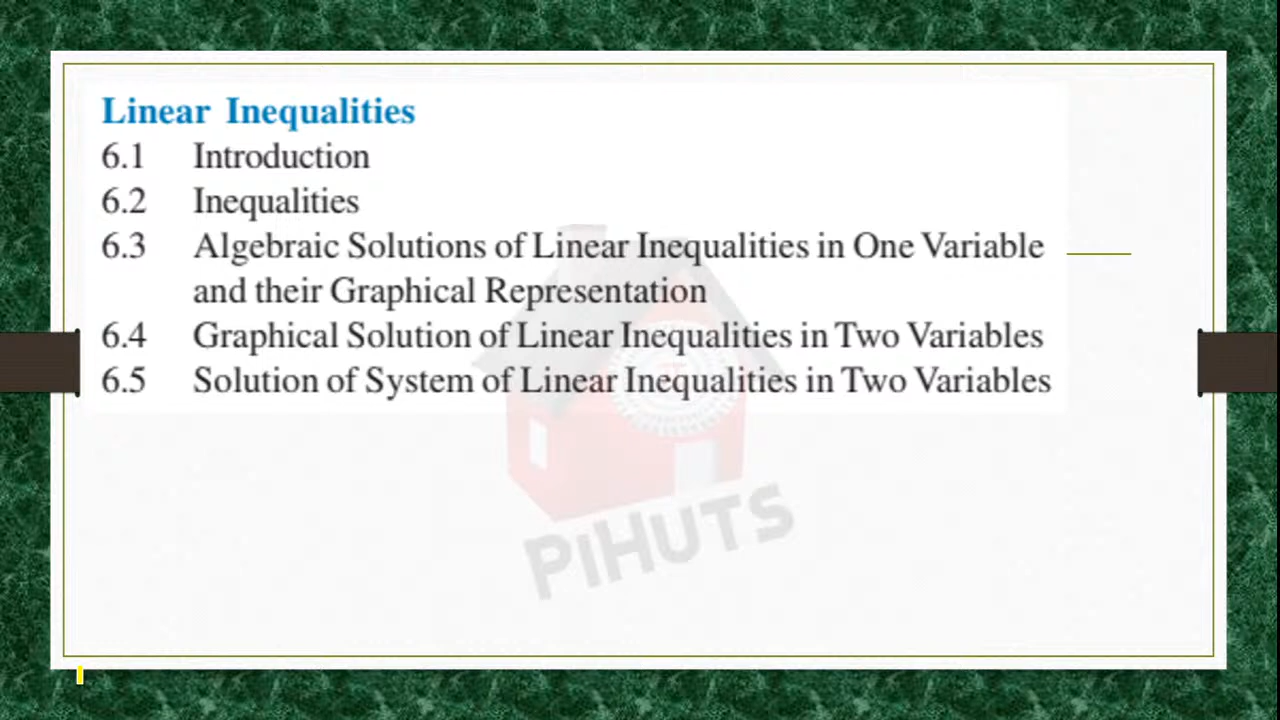 Linear Inequalities
6.1 Introduction
6.2 Inequalities
6.3 Algebraic Solutions of Linear Inequalities in One Variable
and their Graphical Representation
6.4 Graphical Solution of Linear Inequalities in Two Variables
6.5 Solution of System of Linear Inequalities in Two Variables
PiHUTS